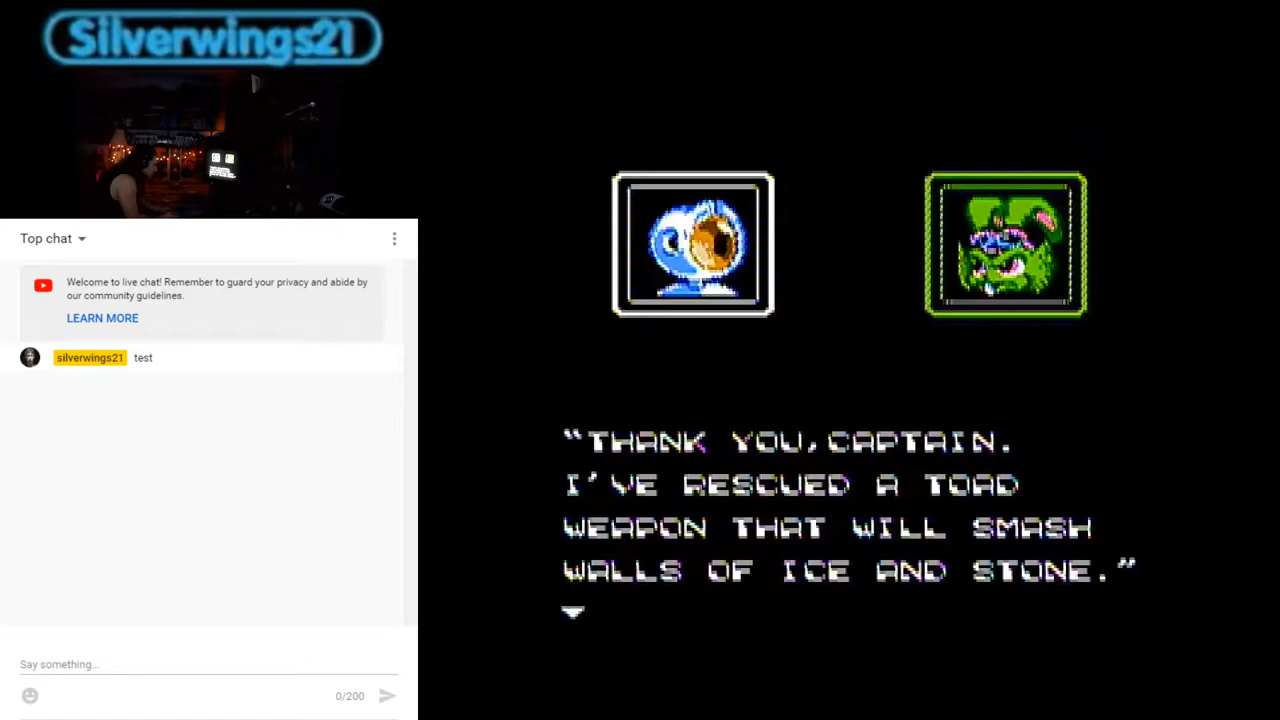 Silverwings21
Top chat
Welcome to live chat! Remember to guard your privacy and abide by
our community guidelines.
LEARN MORE
silverwings21 test
"THANK YOU,CAPTAIN.
I'VE RESCUED A TOAD
WEAPON THAT WILL SMASH
WALLS OF ICE AND STONE."
Say something...
0/200